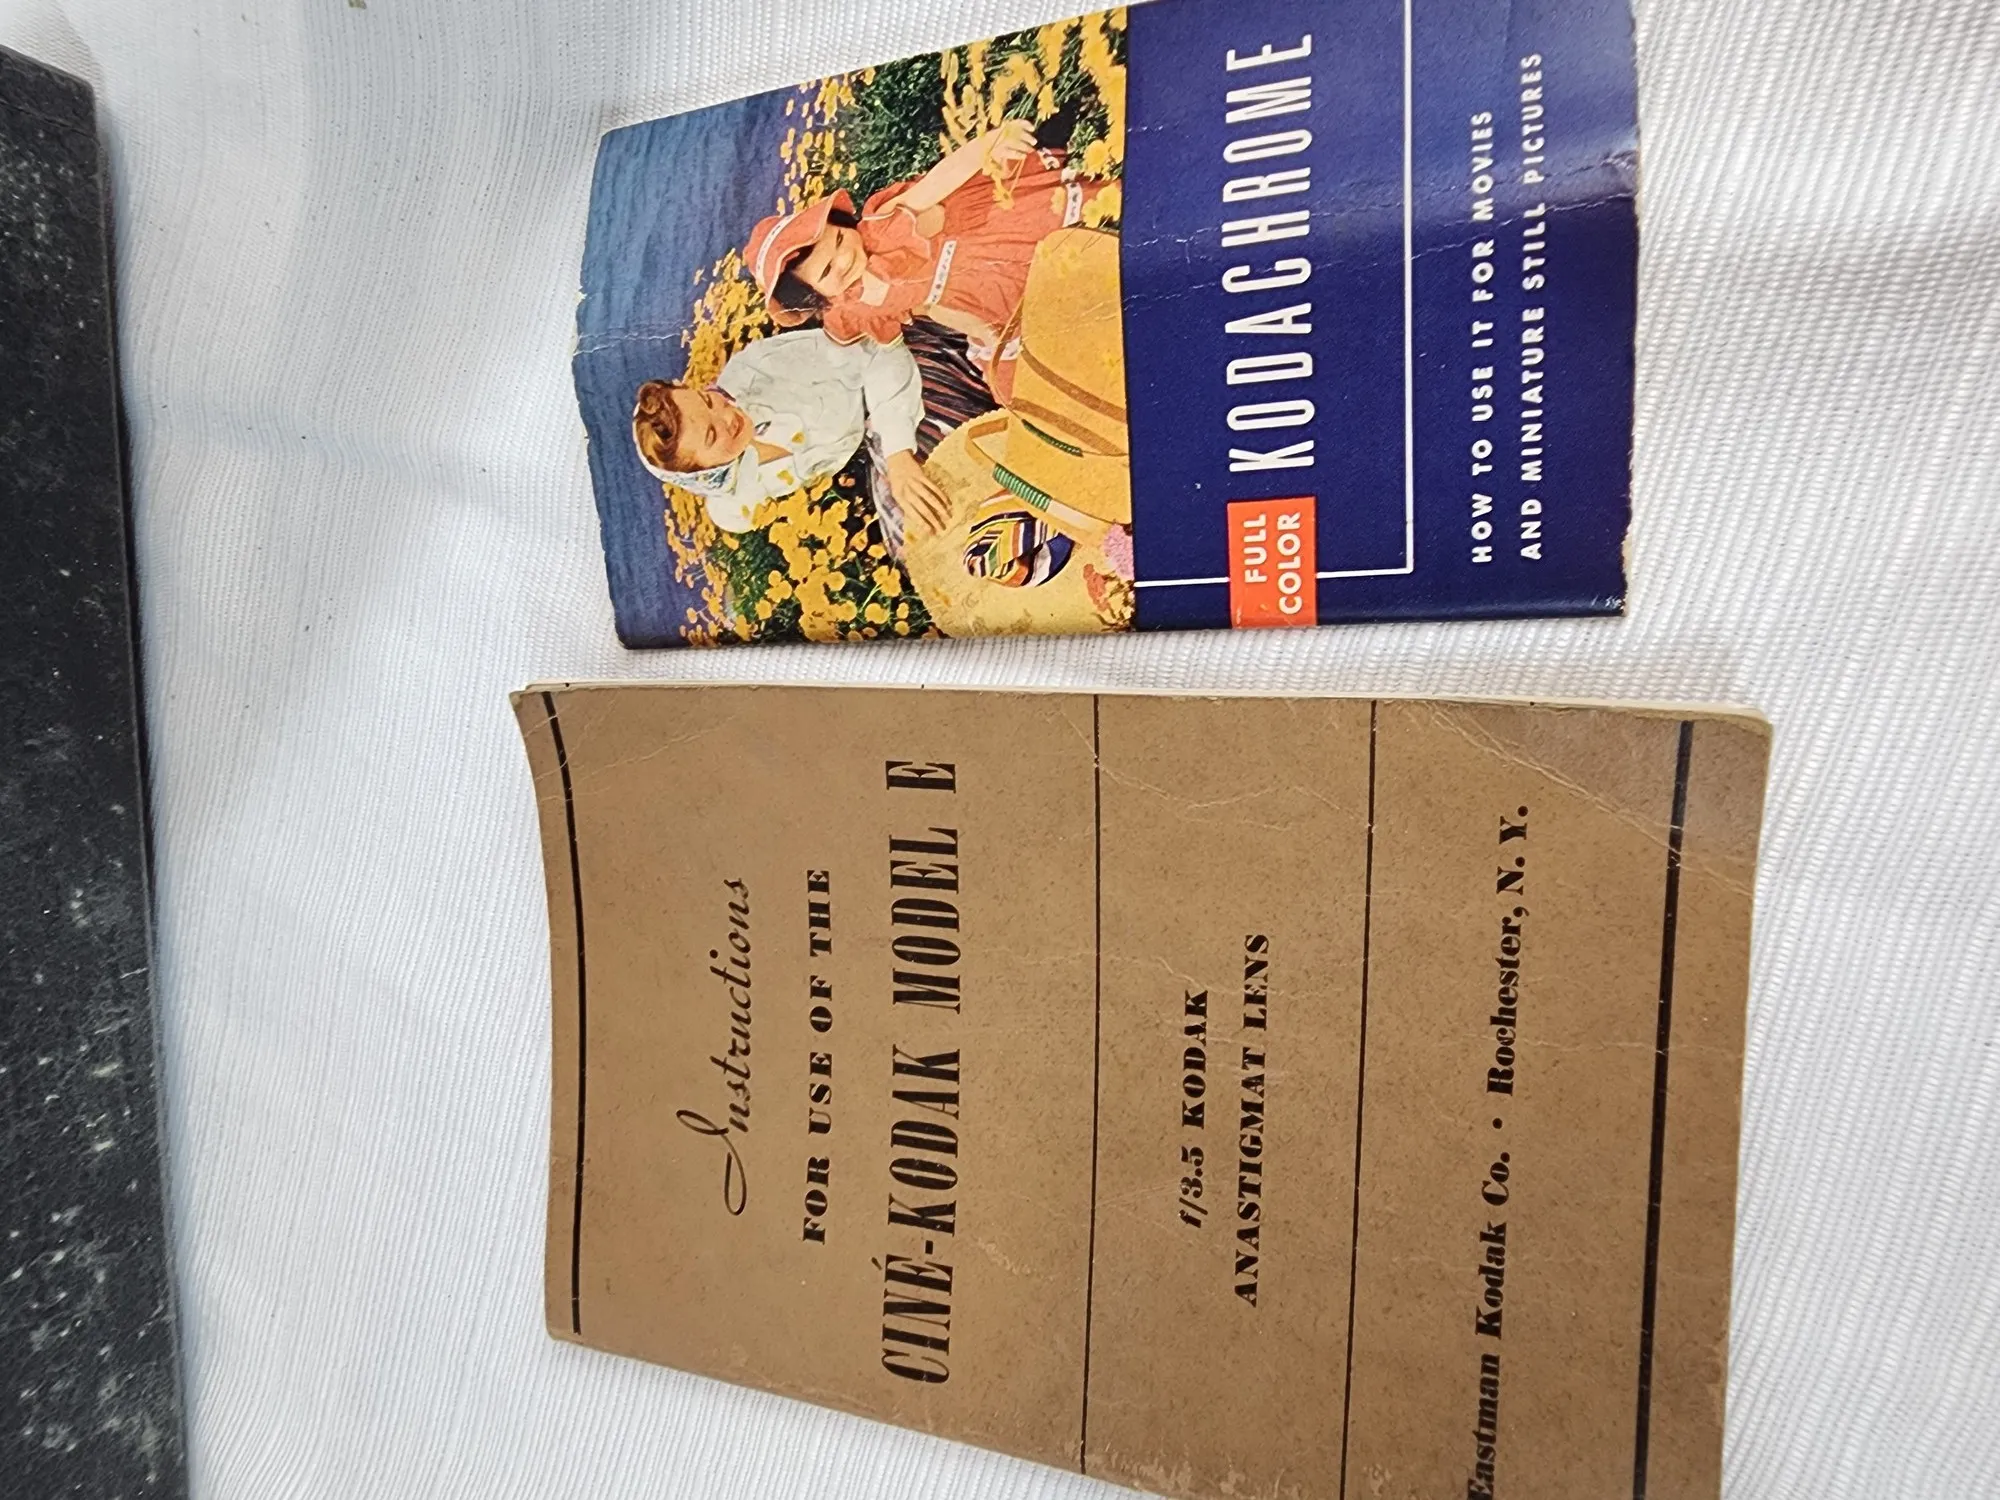 Instructions
FOR USE OF THE
CINÉ-KODAK MODEL E
f/3.5 KODAK
ANASTIGMAT LENS
Eastman Kodak Co. • Rochester, N. Y.
FULL
COLOR
KODACHROME
HOW TO USE IT FOR MOVIES
AND MINIATURE STILL PICTURES